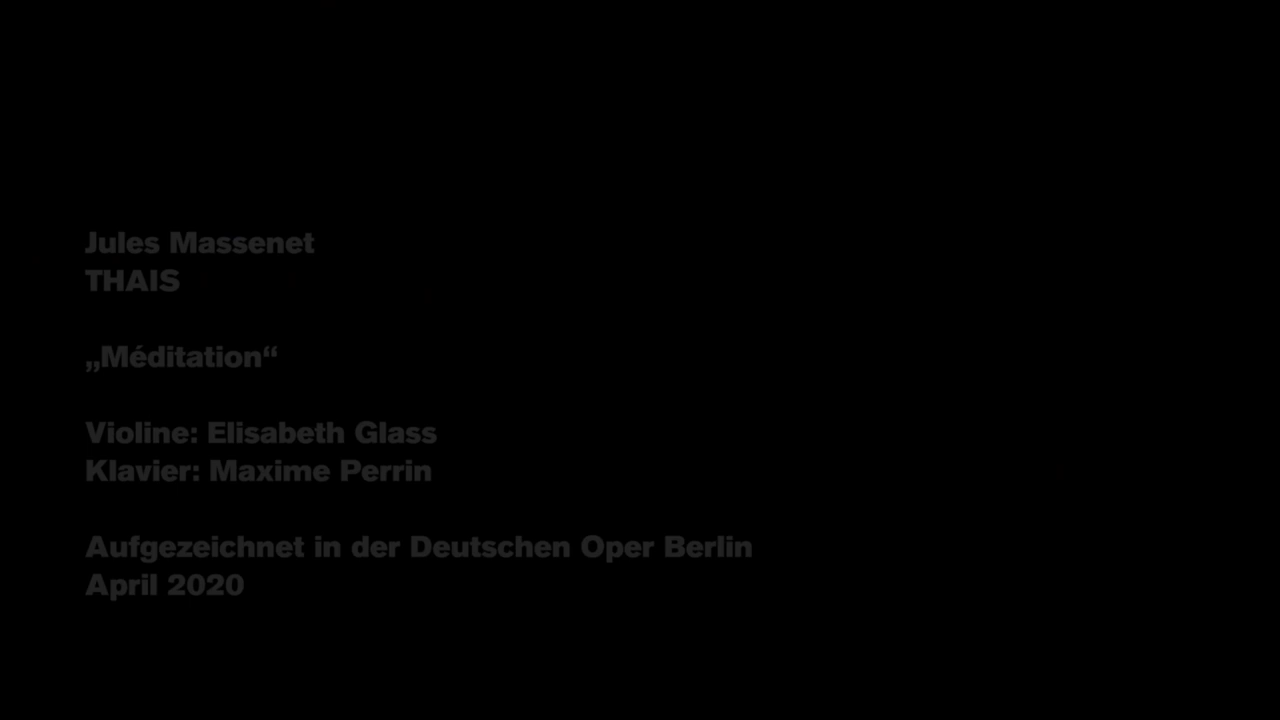 Jules Massenet
THAIS
„Méditation“
Violine: Elisabeth Glass
Klavier: Maxime Perrin
Aufgezeichnet in der Deutschen Oper Berlin
April 2020